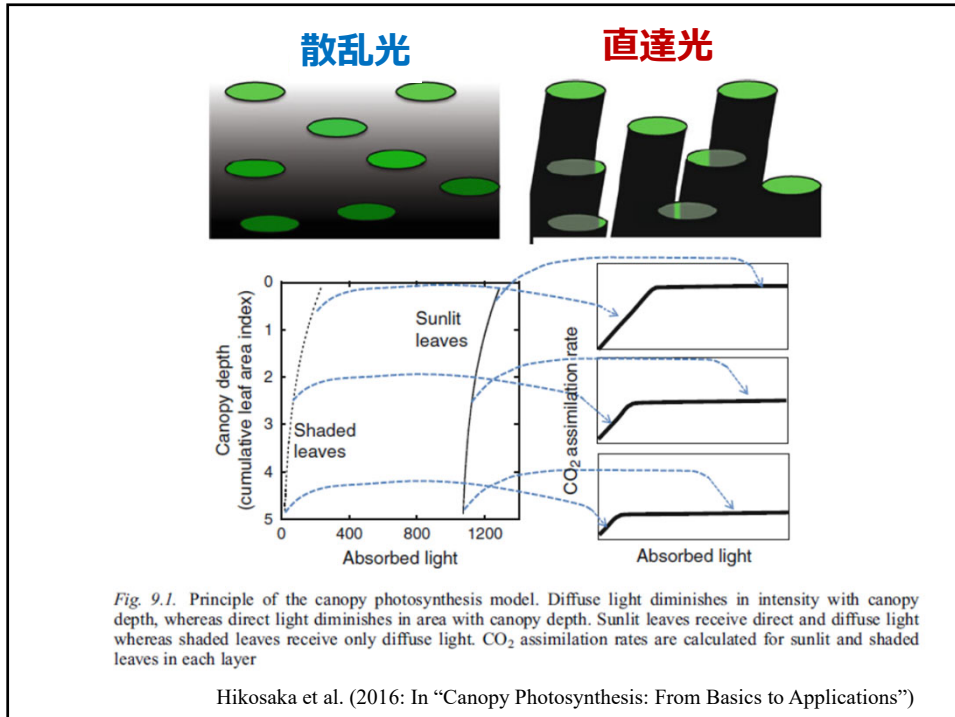 散乱光
直達光
Canopy depth
(cumulative leaf area index)
0
1
2
3
4
5
Sunlit
leaves
Shaded
leaves
0 400 800 1200
Absorbed light
CO₂ assimilation rate
Absorbed light
Fig. 9.1. Principle of the canopy photosynthesis model. Diffuse light diminishes in intensity with canopy
depth, whereas direct light diminishes in area with canopy depth. Sunlit leaves receive direct and diffuse light
whereas shaded leaves receive only diffuse light. CO₂ assimilation rates are calculated for sunlit and shaded
leaves in each layer
Hikosaka et al. (2016: In “Canopy Photosynthesis: From Basics to Applications”)